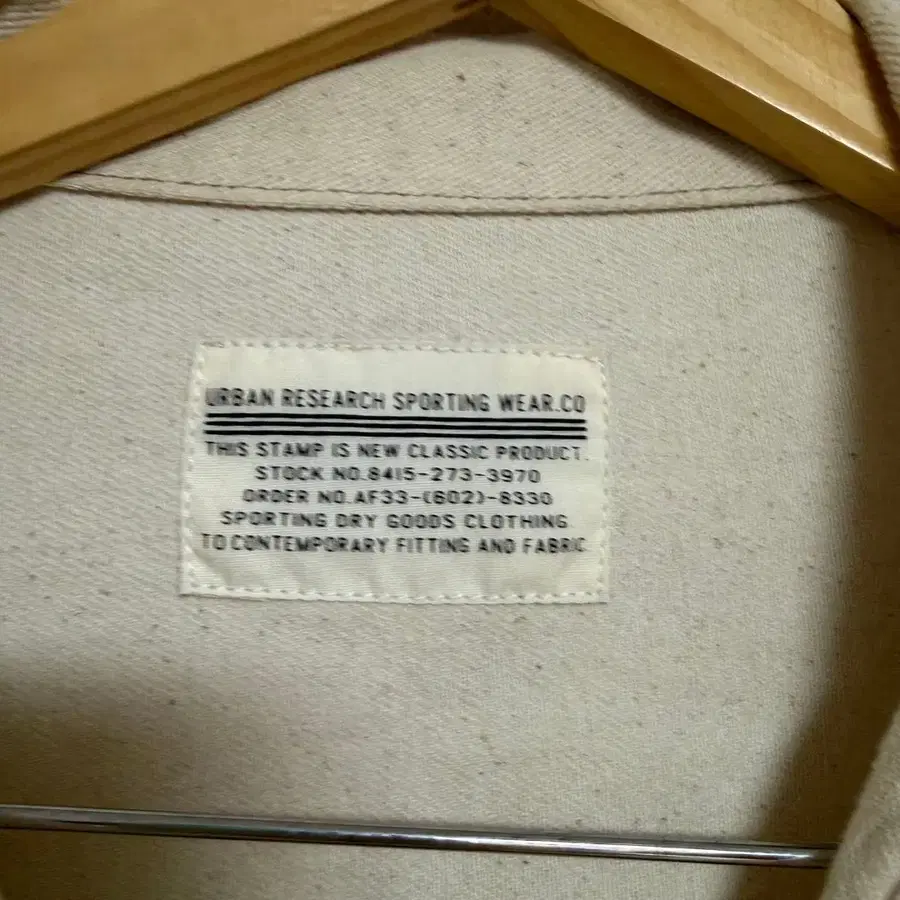 URBAN RESEARCH SPORTING WEAR.CO
THIS STAMP IS NEW CLASSIC PRODUCT.
STOCK NO.8415-273-3970
ORDER NO.AF33-(602)-8330
SPORTING DRY GOODS CLOTHING
TO CONTEMPORARY FITTING AND FABRIC